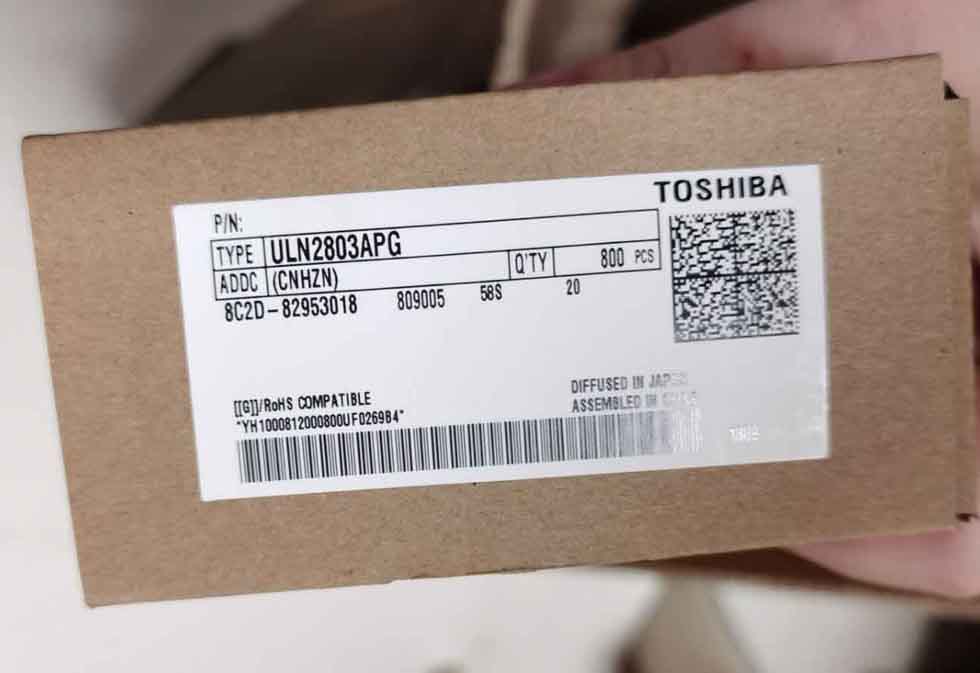 TOSHIBA
P/N:
TYPE ULN2803APG
ADDC (CNHZN) Q'TY 800 PCS
8C2D-82953018 809005 58S 20
[[G]]/RoHS COMPATIBLE
"YH1000812000800UF026984"
DIFFUSED IN JAPAN
ASSEMBLED IN